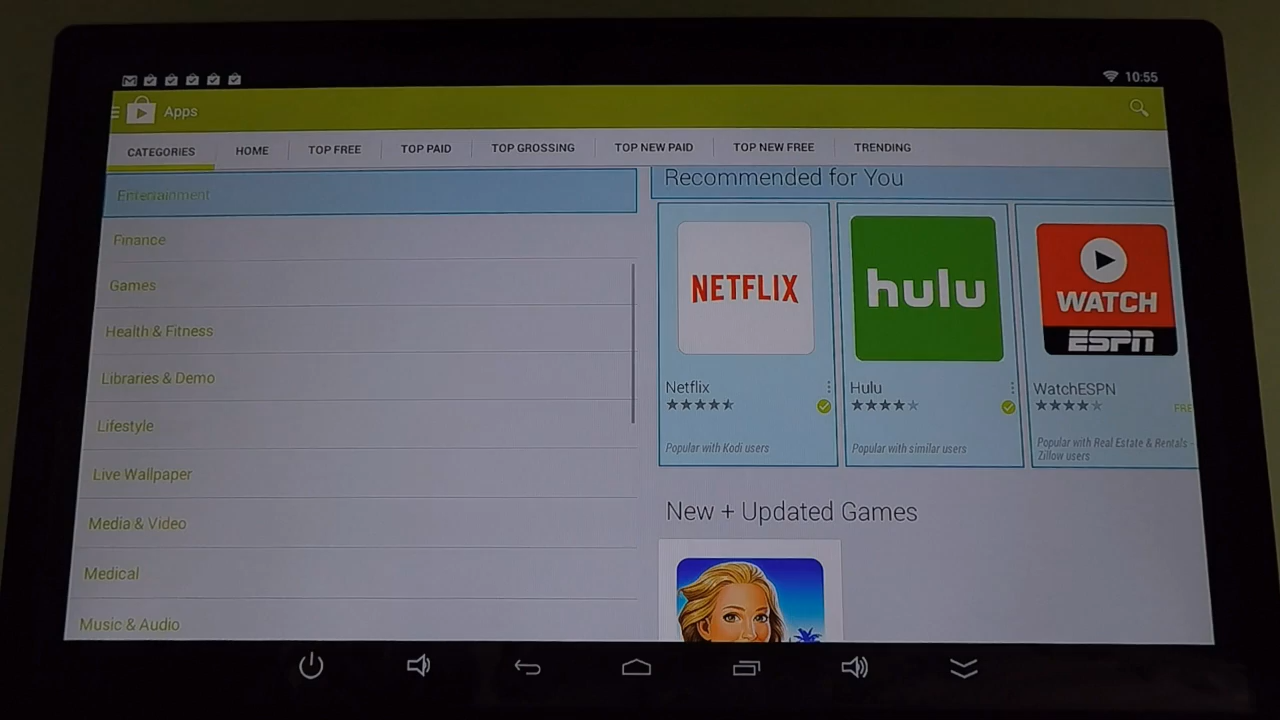 10:55
Apps
CATEGORIES
HOME
TOP FREE
TOP PAID
TOP GROSSING
TOP NEW PAID
TOP NEW FREE
TRENDING
Entertainment
Finance
Games
Health & Fitness
Libraries & Demo
Lifestyle
Live Wallpaper
Media & Video
Medical
Music & Audio
Recommended for You
NETFLIX
Netflix
Popular with Kodi users
hulu
Hulu
Popular with similar users
WATCH
ESPN
WatchESPN
FRE
Popular with Real Estate & Rentals -
Zillow users
New + Updated Games